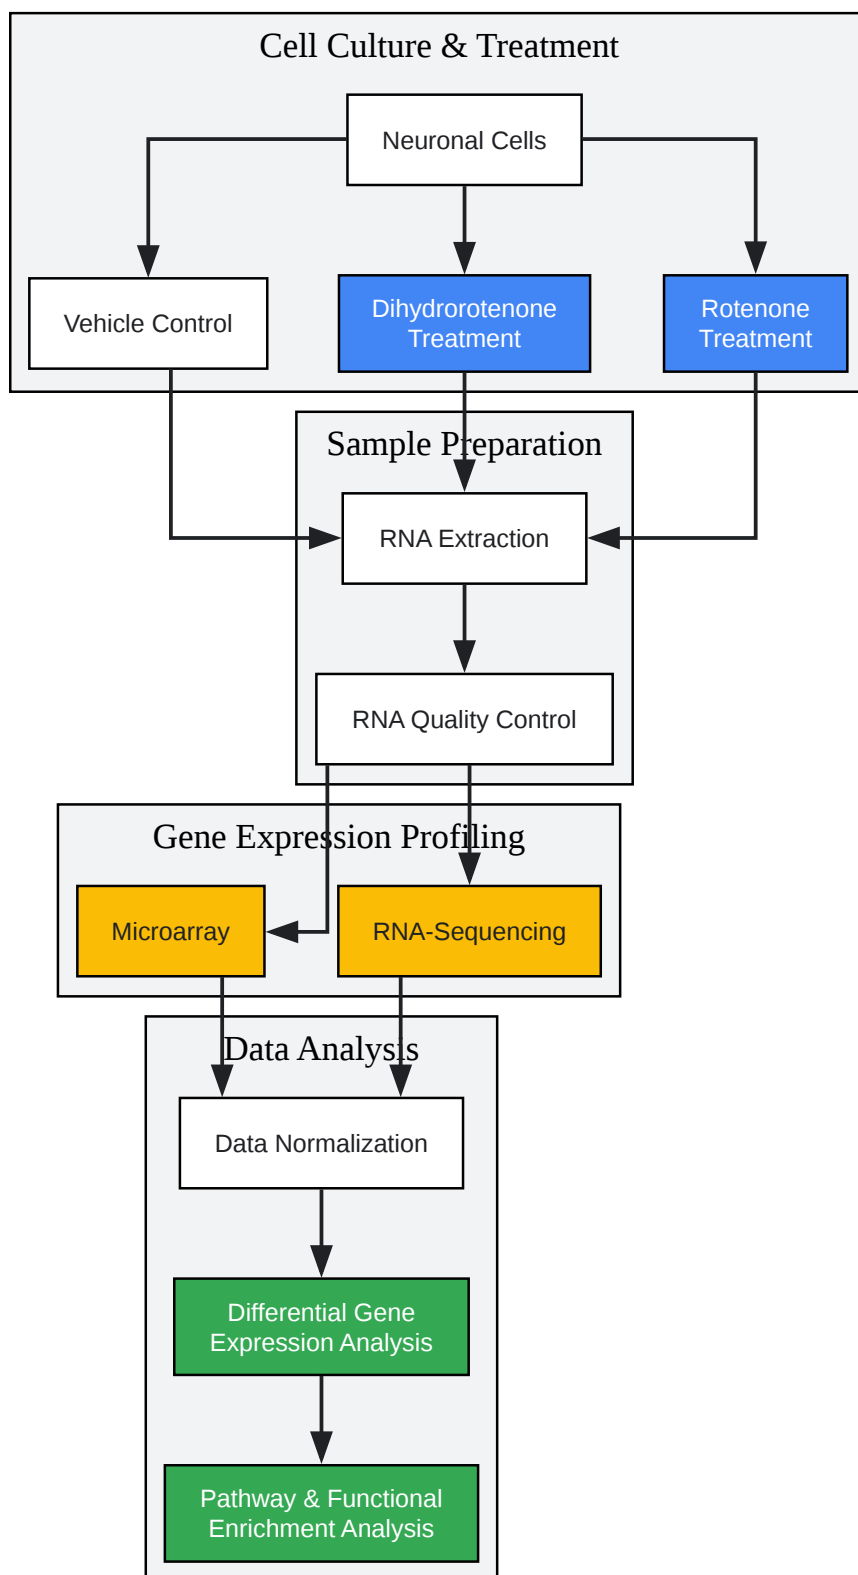 Cell Culture & Treatment
Neuronal Cells
Vehicle Control
Dihydrorotenone
Treatment
Rotenone
Treatment
Sample Preparation
RNA Extraction
RNA Quality Control
Gene Expression Profiling
Microarray
RNA-Sequencing
Data Analysis
Data Normalization
Differential Gene
Expression Analysis
Pathway & Functional
Enrichment Analysis